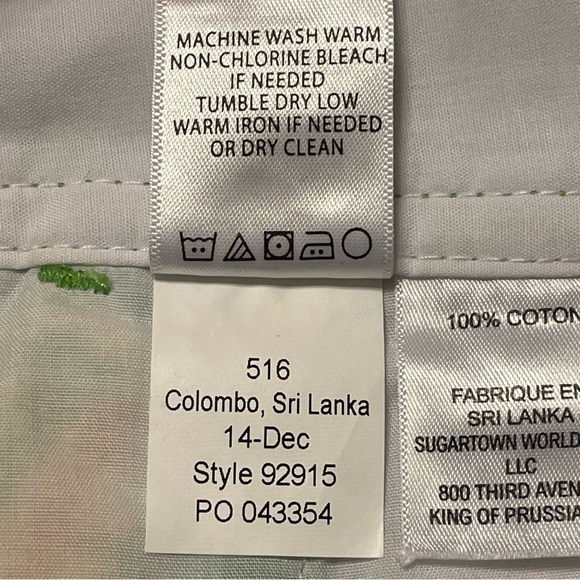 MACHINE WASH WARM
NON-CHLORINE BLEACH
IF NEEDED
TUMBLE DRY LOW
WARM IRON IF NEEDED
OR DRY CLEAN
516
Colombo, Sri Lanka
14-Dec
Style 92915
PO 043354
100% COTON
FABRIQUE EN
SRI LANKA
SUGARTOWN WORLD
LLC
800 THIRD AVEN
KING OF PRUSSIA